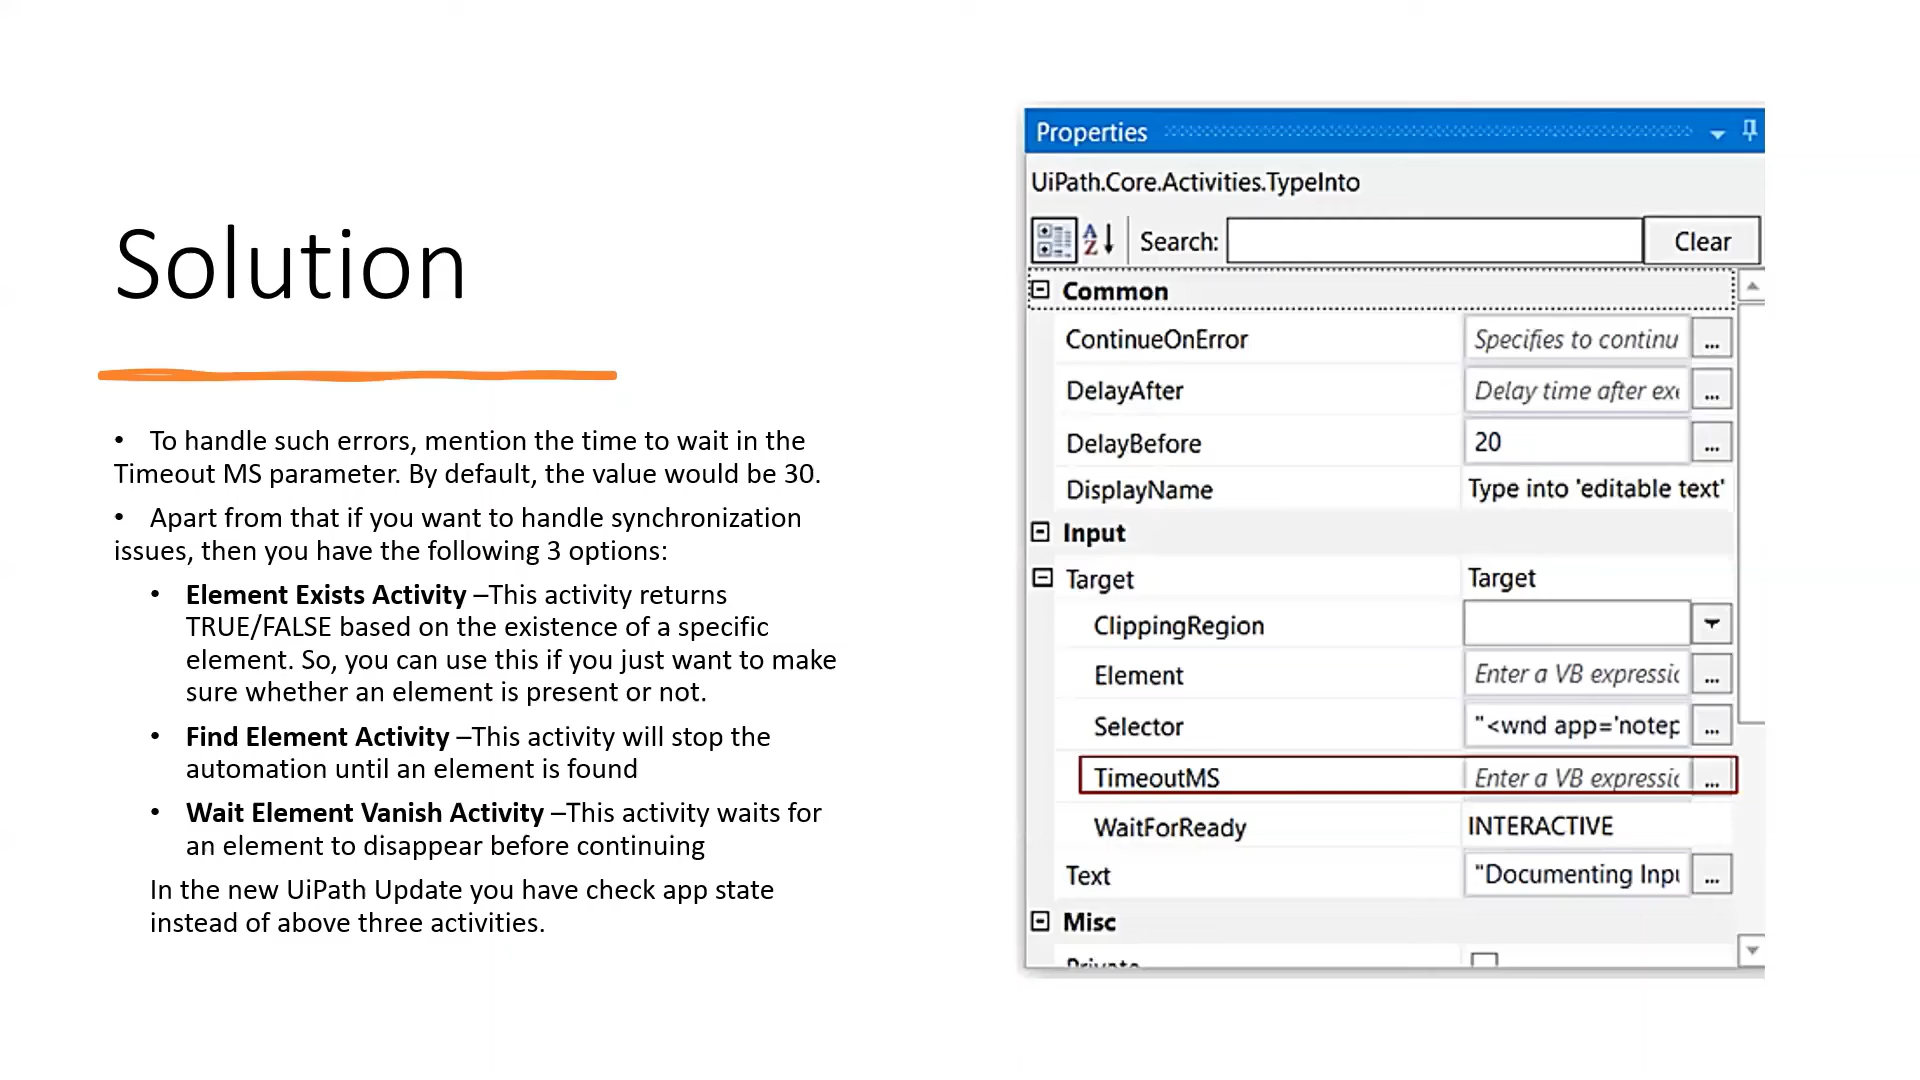 Solution
• To handle such errors, mention the time to wait in the
Timeout MS parameter. By default, the value would be 30.
• Apart from that if you want to handle synchronization
issues, then you have the following 3 options:
• Element Exists Activity –This activity returns
TRUE/FALSE based on the existence of a specific
element. So, you can use this if you just want to make
sure whether an element is present or not.
• Find Element Activity –This activity will stop the
automation until an element is found
• Wait Element Vanish Activity –This activity waits for
an element to disappear before continuing
In the new UiPath Update you have check app state
instead of above three activities.
Properties
UiPath.Core.Activities.TypeInto
Search: Clear
Common
ContinueOnError Specifies to continu ...
DelayAfter Delay time after exe ...
DelayBefore 20 ...
DisplayName Type into 'editable text'
Input
Target Target
ClippingRegion
Element Enter a VB expressic ...
Selector "<wnd app='notep ...
TimeoutMS Enter a VB expressic ...
WaitForReady INTERACTIVE
Text "Documenting Inpu ...
Misc
Private